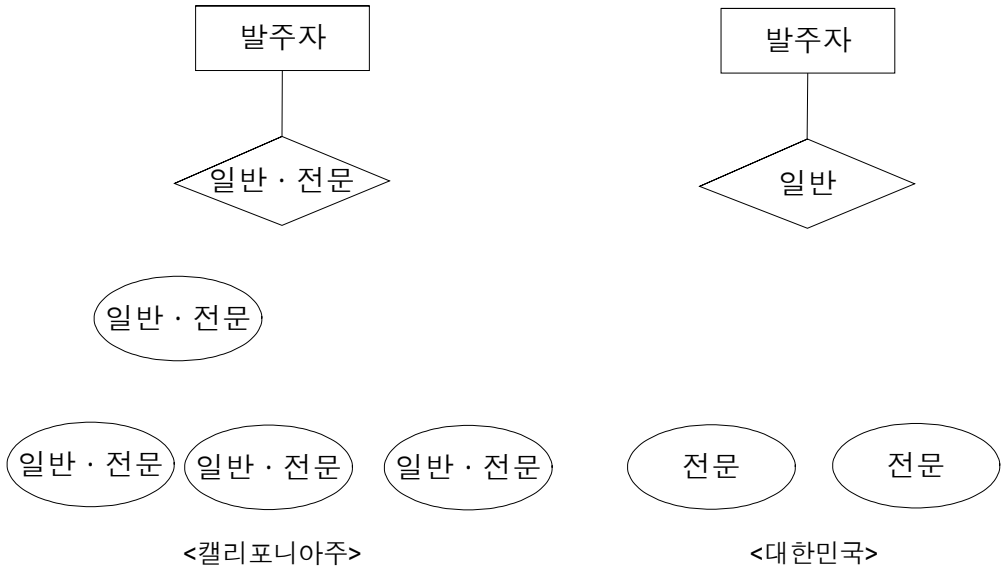 발주자 발주자
일반 · 전문 일반
일반 · 전문
일반 · 전문 일반 · 전문 일반 · 전문 전문 전문
<캘리포니아주> <대한민국>